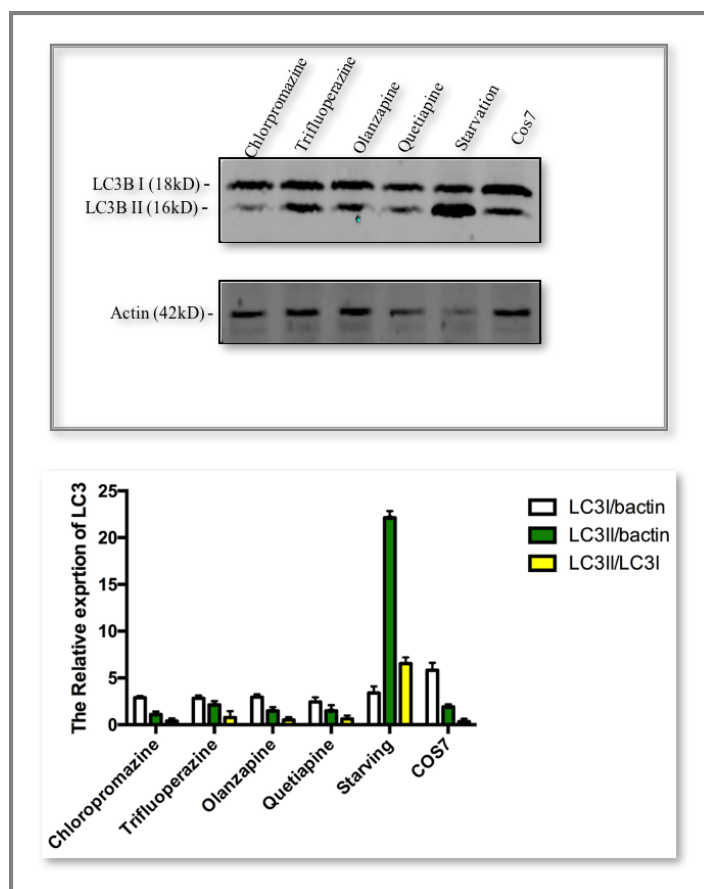 Chlorpromazine
Trifluoperazine
Olanzapine
Quetiapine
Starvation
Cos7
LC3B I (18kD) -
LC3B II (16kD) -
Actin (42kD) -
The Relative exprtion of LC3
25
20
15
10
5
0
LC3I/bactin
LC3II/bactin
LC3II/LC3I
Chloropromazine
Trifluoperazine
Olanzapine
Quetiapine
Starving
COS7